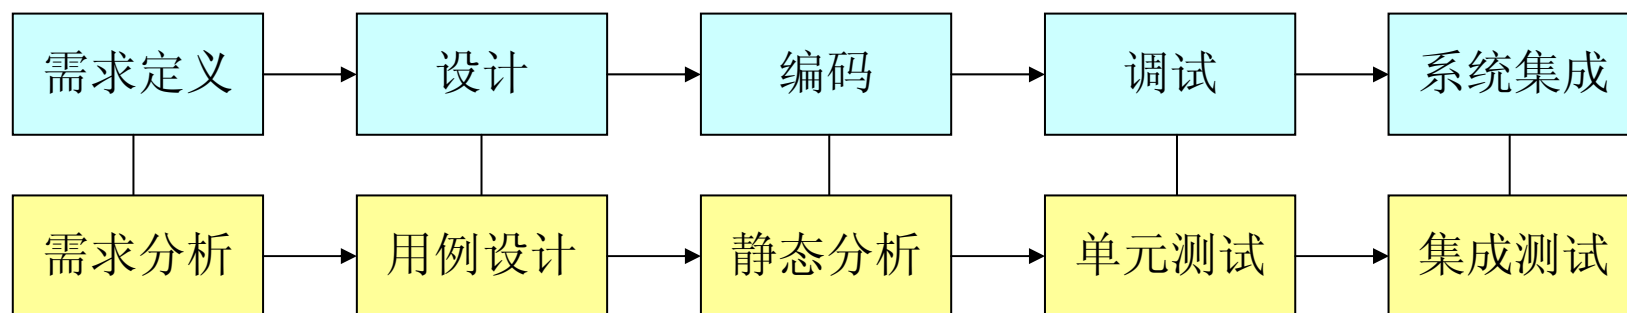 需求定义
设计
编码
调试
系统集成
需求分析
用例设计
静态分析
单元测试
集成测试